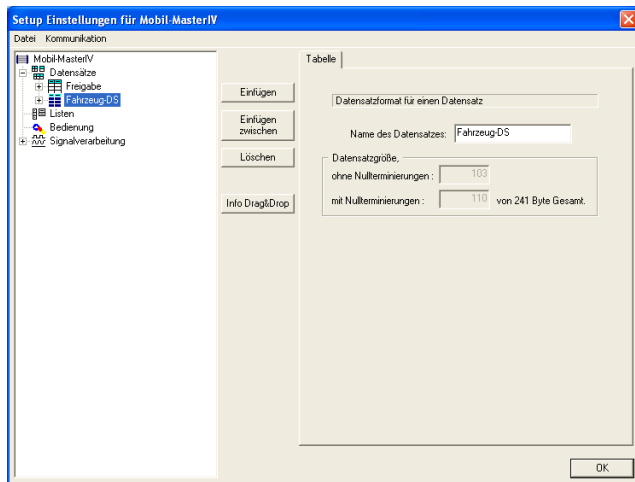 Setup Einstellungen für Mobil-MasterIV
Datei Kommunikation
Mobil-MasterIV
Datensätze
Freigabe
Fahrzeug-DS
Listen
Bedienung
Signalverarbeitung
Einfügen
Einfügen
zwischen
Löschen
Info Drag&Drop
Tabelle
Datensatzformat für einen Datensatz
Name des Datensatzes: Fahrzeug-DS
Datensatzgröße,
ohne Nullterminierungen : 103
mit Nullterminierungen : 110 von 241 Byte Gesamt.
OK